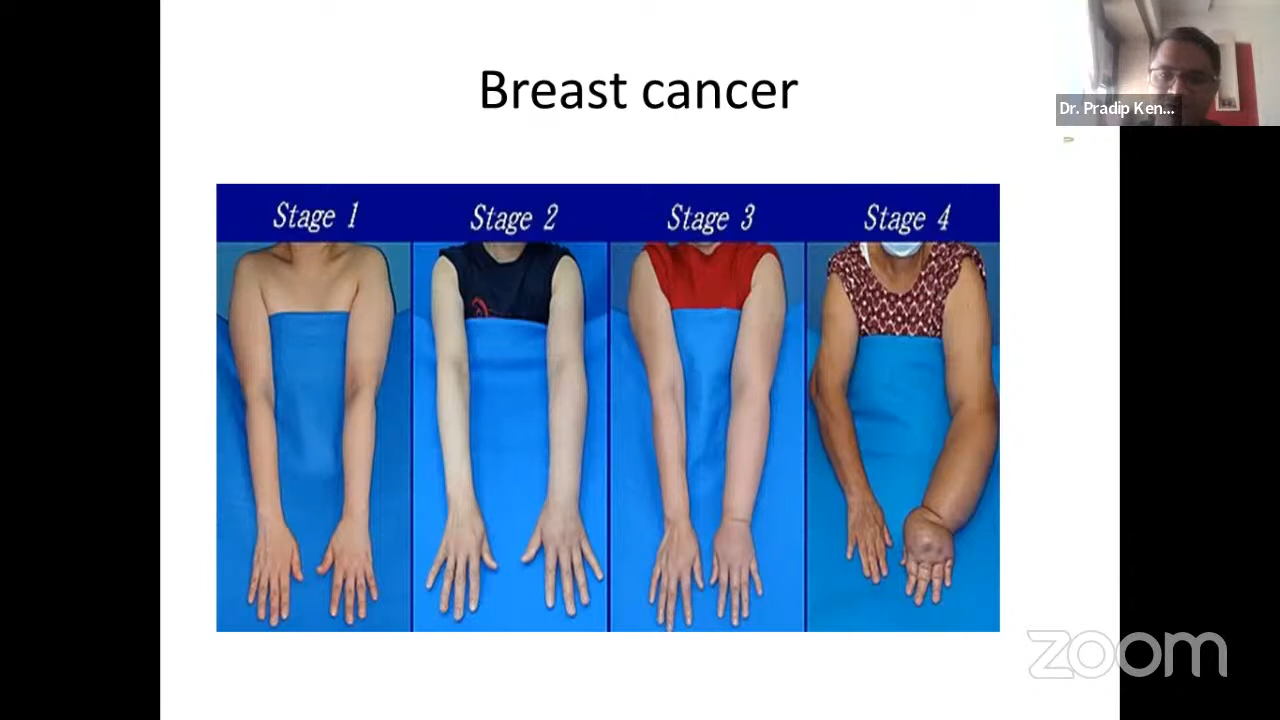 Breast cancer
Dr. Pradip Ken...
Stage 1
Stage 2
Stage 3
Stage 4
zoom